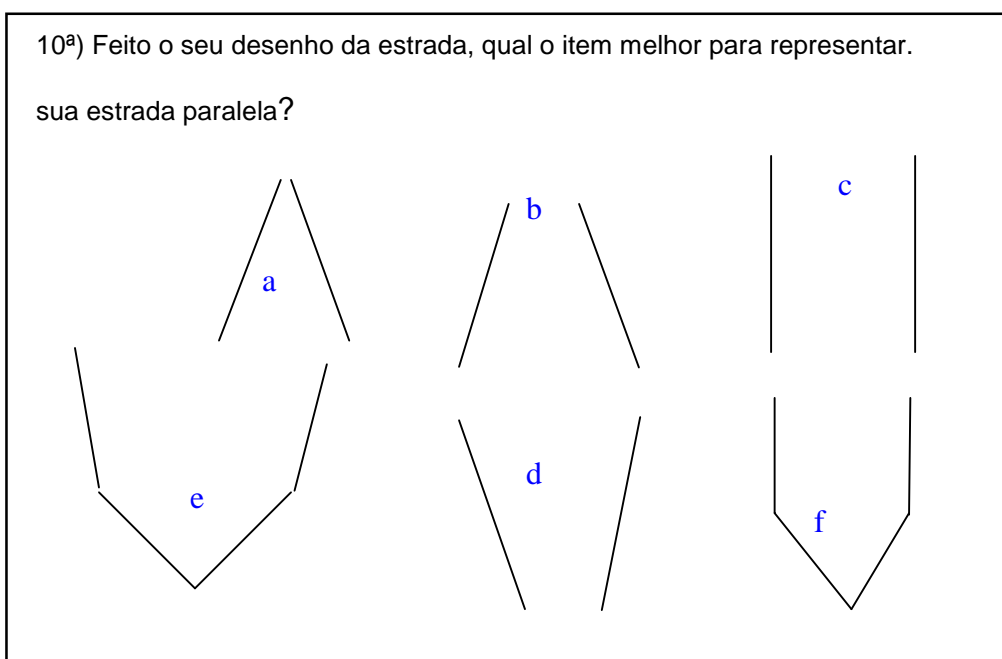 10ª) Feito o seu desenho da estrada, qual o item melhor para representar.
sua estrada paralela?
a
b
c
e
d
f